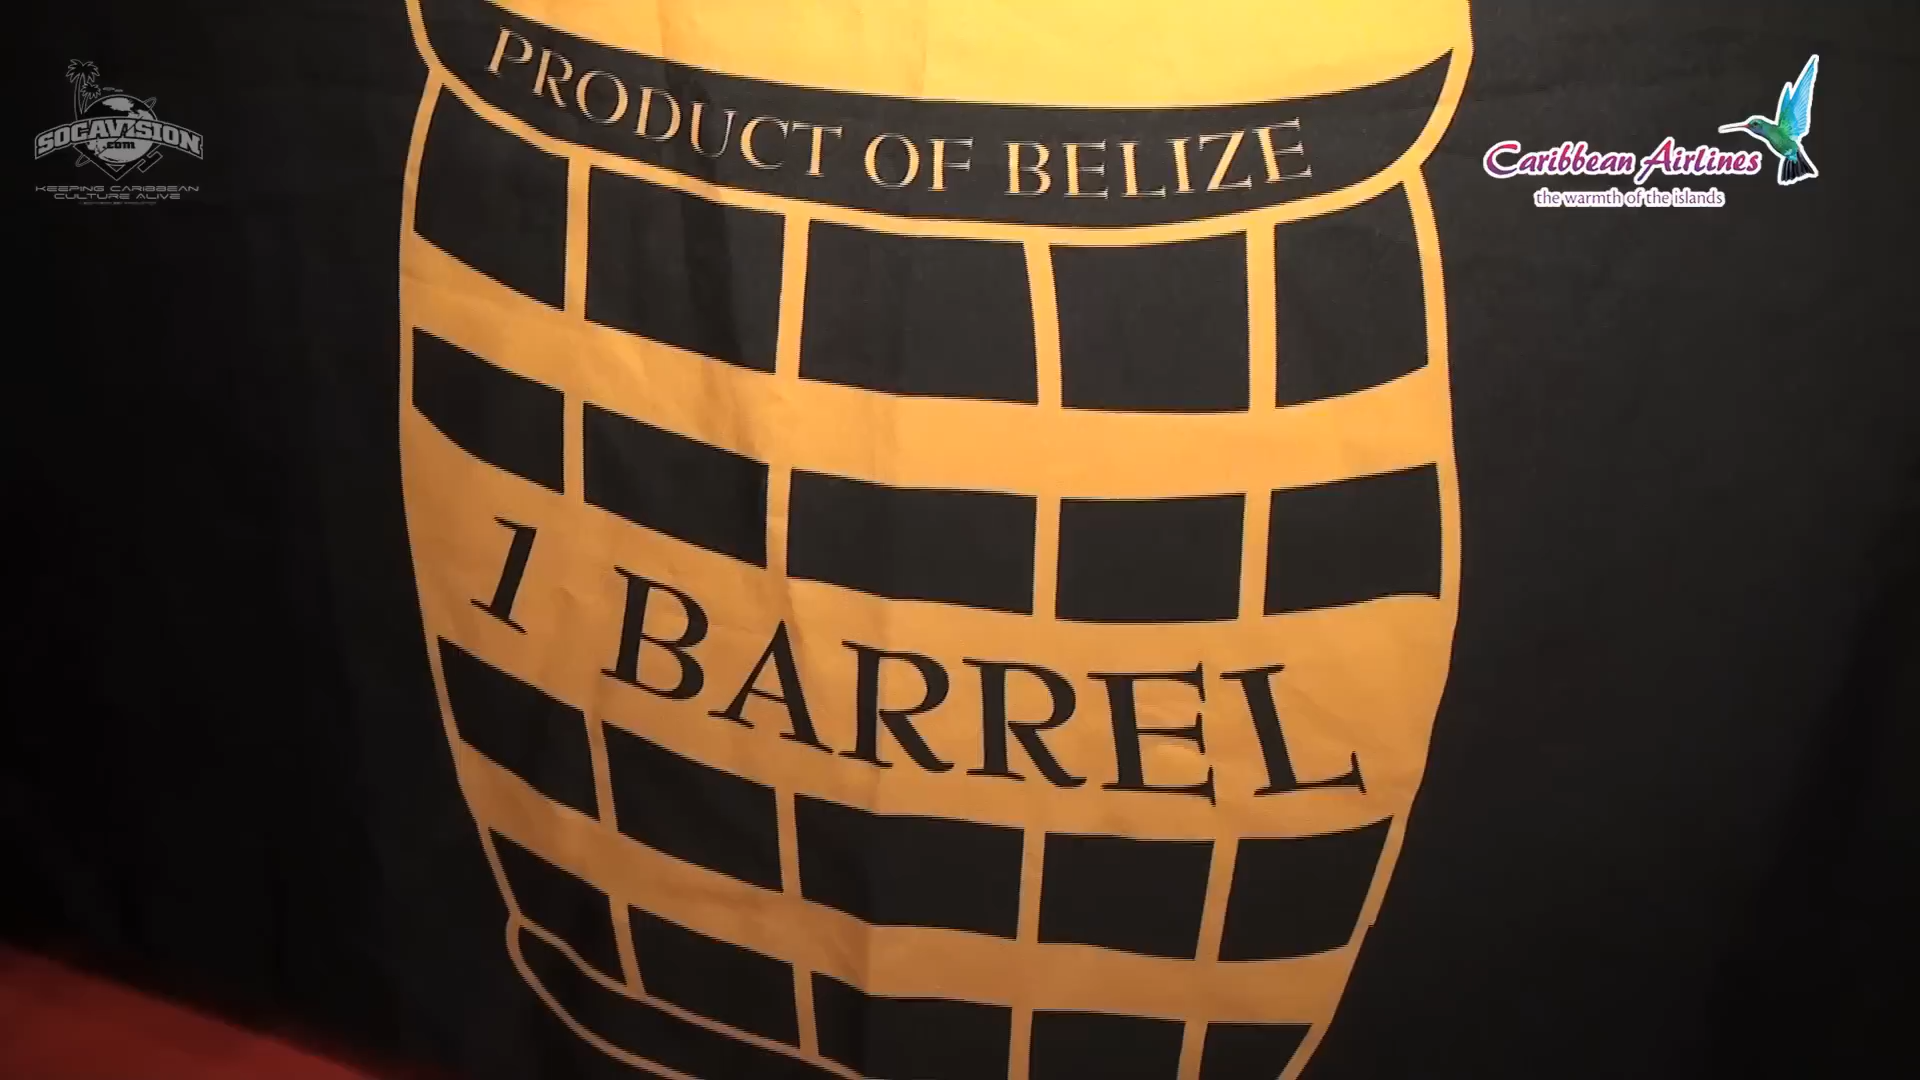 PRODUCT OF BELIZE
1 BARREL
SOCAVISION
.com
KEEPING CARIBBEAN
CULTURE ALIVE
Caribbean Airlines
the warmth of the islands